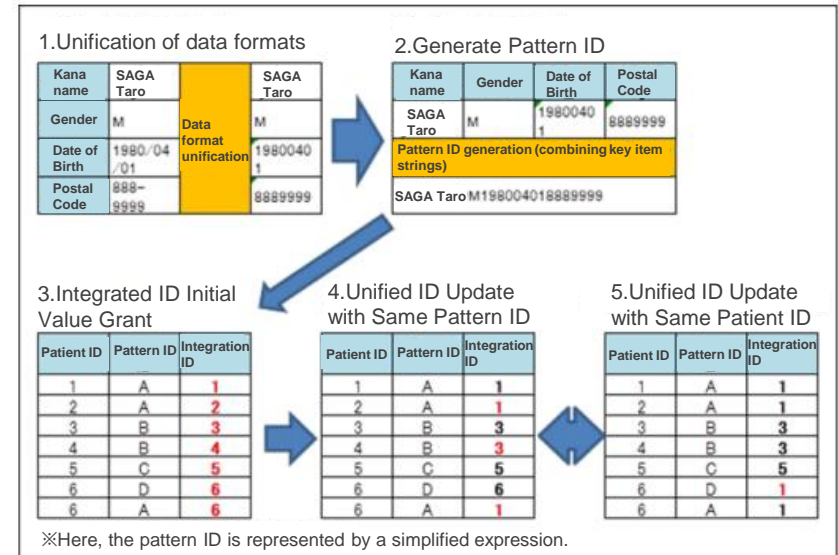 1.Unification of data formats
Kana name SAGA Taro Data format unification SAGA Taro
Gender M M
Date of Birth 1980/04/01 19800401
Postal Code 888-9999 8889999
2.Generate Pattern ID
Kana name Gender Date of Birth Postal Code
SAGA Taro M 19800401 8889999
Pattern ID generation (combining key item strings)
SAGA Taro M198004018889999
3.Integrated ID Initial
Value Grant
Patient ID Pattern ID Integration ID
1 A 1
2 A 2
3 B 3
4 B 4
5 C 5
6 D 6
6 A 6
4.Unified ID Update
with Same Pattern ID
Patient ID Pattern ID Integration ID
1 A 1
2 A 1
3 B 3
4 B 3
5 C 5
6 D 6
6 A 1
5.Unified ID Update
with Same Patient ID
Patient ID Pattern ID Integration ID
1 A 1
2 A 1
3 B 3
4 B 3
5 C 5
6 D 1
6 A 1
※Here, the pattern ID is represented by a simplified expression.